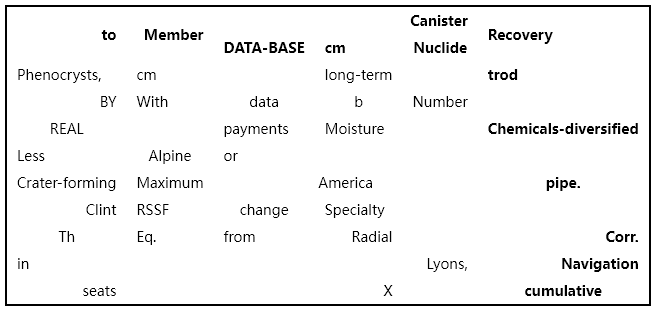 to Member DATA-BASE cm Canister Nuclide Recovery
Phenocrysts, cm long-term trod
BY With data b Number
REAL payments Moisture Chemicals-diversified
Less Alpine or
Crater-forming Maximum America pipe.
Clint RSSF change Specialty
Th Eq. from Radial Corr.
in Lyons, Navigation
seats X cumulative